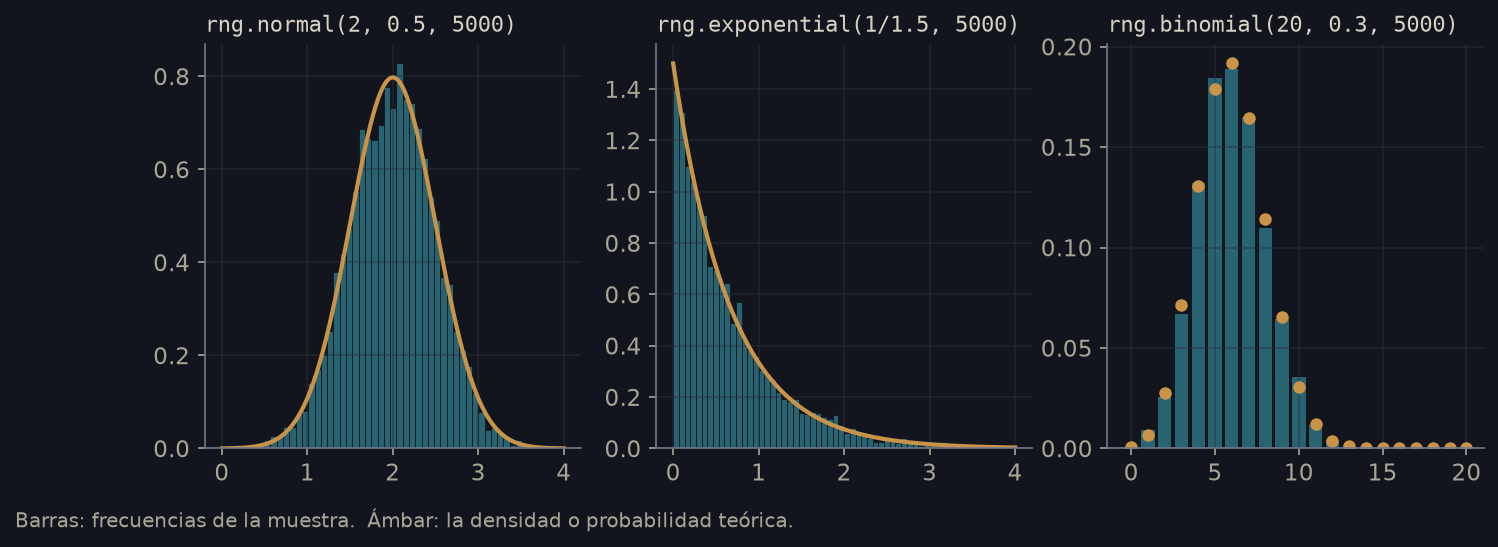 rng.normal(2, 0.5, 5000)
0.8
0.6
0.4
0.2
0.0
0 1 2 3 4
rng.exponential(1/1.5, 5000)
1.4
1.2
1.0
0.8
0.6
0.4
0.2
0.0
0 1 2 3 4
rng.binomial(20, 0.3, 5000)
0.20
0.15
0.10
0.05
0.00
0 5 10 15 20
Barras: frecuencias de la muestra.  Ámbar: la densidad o probabilidad teórica.